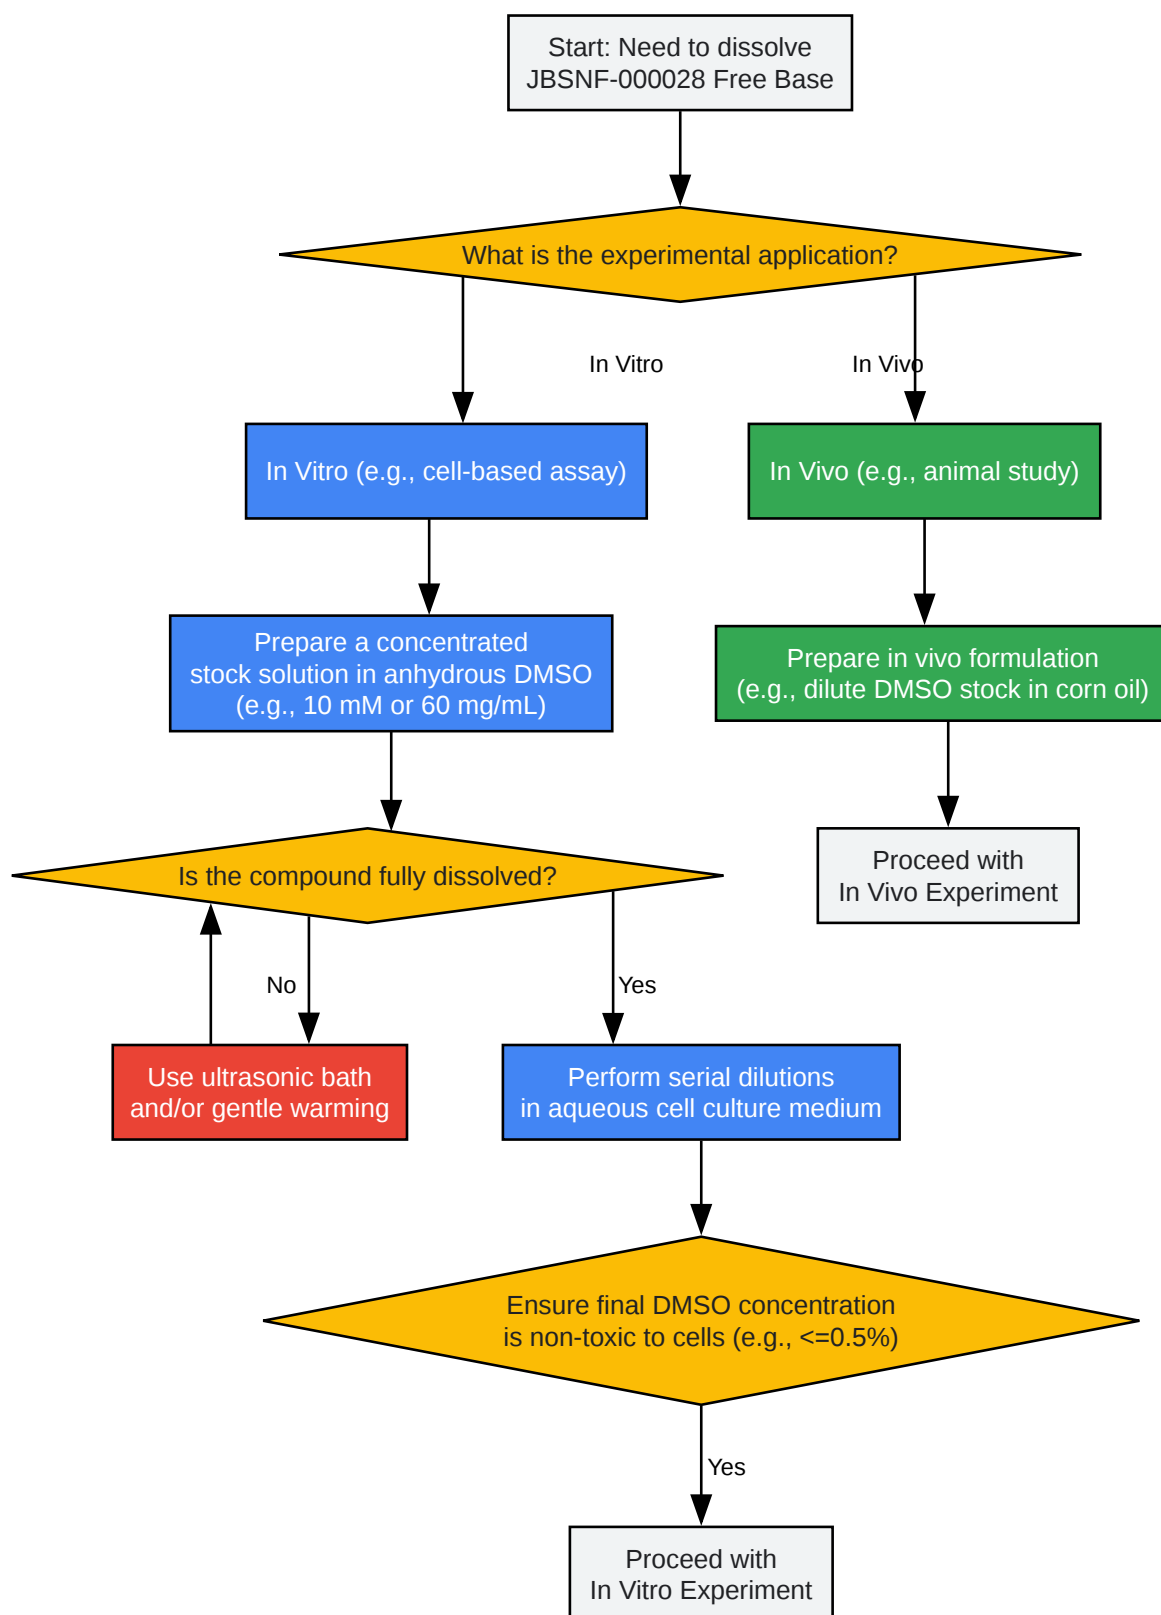 Start: Need to dissolve
JBSNF-000028 Free Base
What is the experimental application?
In Vitro
In Vivo
In Vitro (e.g., cell-based assay)
In Vivo (e.g., animal study)
Prepare a concentrated
stock solution in anhydrous DMSO
(e.g., 10 mM or 60 mg/mL)
Prepare in vivo formulation
(e.g., dilute DMSO stock in corn oil)
Is the compound fully dissolved?
Proceed with
In Vivo Experiment
No
Yes
Use ultrasonic bath
and/or gentle warming
Perform serial dilutions
in aqueous cell culture medium
Ensure final DMSO concentration
is non-toxic to cells (e.g., <=0.5%)
Yes
Proceed with
In Vitro Experiment